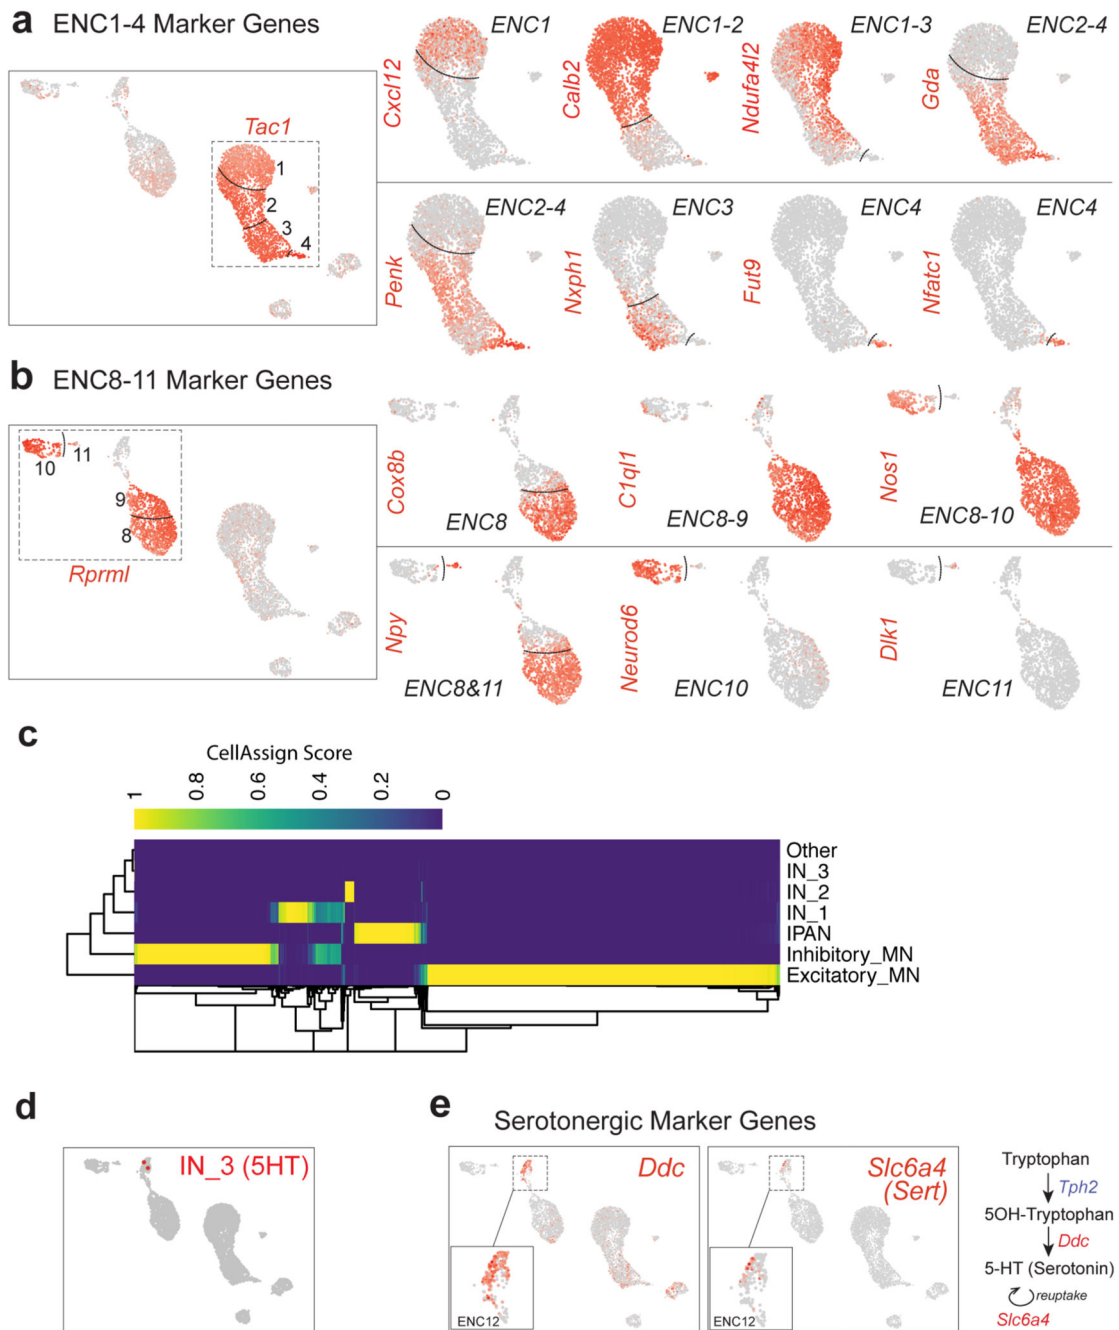 a ENC1-4 Marker Genes
Tac1
1
2
3
4
Cxcl12
ENC1
Calb2
ENC1-2
Ndufa4l2
ENC1-3
Gda
ENC2-4
Penk
ENC2-4
Nxph1
ENC3
Fut9
ENC4
Nfatc1
ENC4
b ENC8-11 Marker Genes
10
11
9
8
Rprml
Cox8b
ENC8
C1ql1
ENC8-9
Nos1
ENC8-10
Npy
ENC8&11
Neurod6
ENC10
Dlk1
ENC11
c
CellAssign Score
1 0.8 0.6 0.4 0.2 0
Other
IN_3
IN_2
IN_1
IPAN
Inhibitory_MN
Excitatory_MN
d
IN_3 (5HT)
e Serotonergic Marker Genes
Ddc
ENC12
Slc6a4
(Sert)
ENC12
Tryptophan
Tph2
5OH-Tryptophan
Ddc
5-HT (Serotonin)
reuptake
Slc6a4